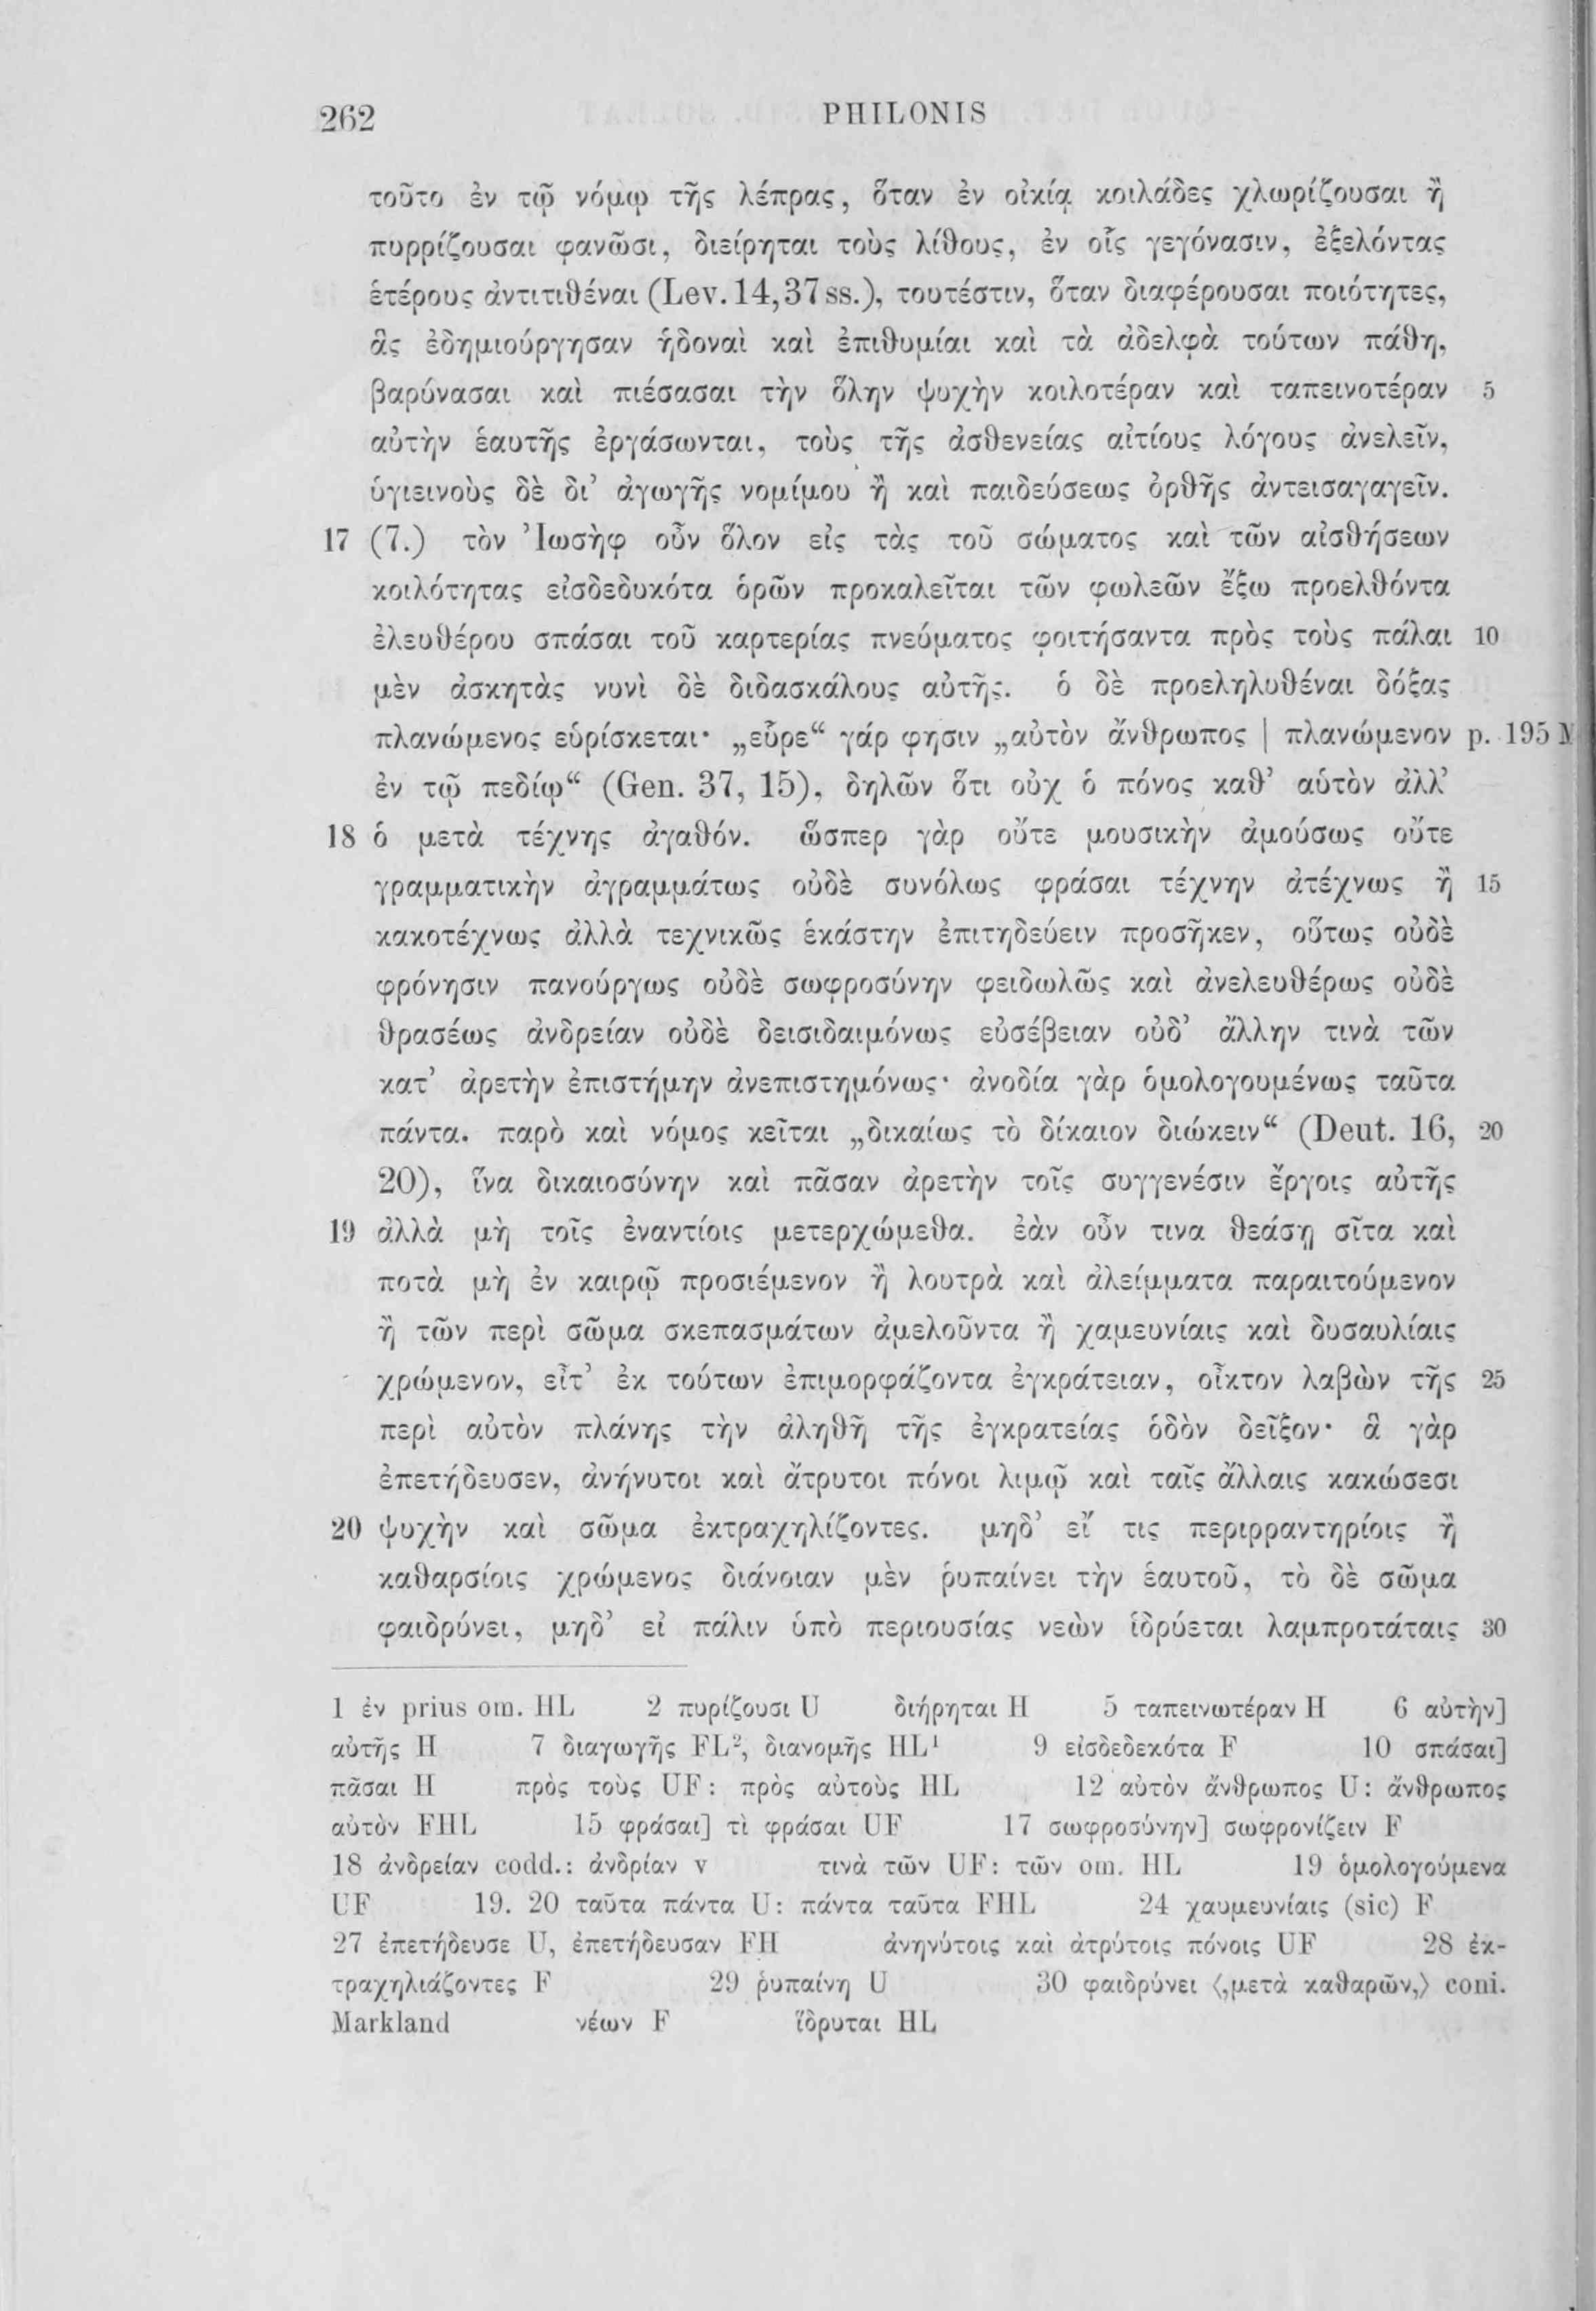 262 PHILONIS
τοῦτο ἐν τῷ νόμῳ τῆς λέπρας, ὅταν ἐν οἰκίᾳ κοιλάδες χλωρίζουσαι ἢ
πυρρίζουσαι φανῶσι, διείρηται τοὺς λίθους, ἐν οἷς γεγόνασιν, ἐξελόντας
ἑτέρους ἀντιτιθέναι (Lev. 14, 37 ss.), τουτέστιν, ὅταν διαφέρουσαι ποιότητες,
ἃς ἐδημιούργησαν ἡδοναὶ καὶ ἐπιθυμίαι καὶ τὰ ἀδελφὰ τούτων πάθη,
βαρύνασαι καὶ πιέσασαι τὴν ὅλην ψυχὴν κοιλοτέραν καὶ ταπεινοτέραν 5
αὐτὴν ἑαυτῆς ἐργάσωνται, τοὺς τῆς ἀσθενείας αἰτίους λόγους ἀνελεῖν,
ὑγιεινοὺς δὲ δι’ ἀγωγῆς νομίμου ἢ καὶ παιδεύσεως ὀρθῆς ἀντεισαγαγεῖν.
17 (7.) τὸν Ἰωσὴφ οὖν ὅλον εἰς τὰς τοῦ σώματος καὶ τῶν αἰσθήσεων
κοιλότητας εἰσδεδυκότα ὁρῶν προκαλεῖται τῶν φωλεῶν ἔξω προελθόντα
ἐλευθέρου σπάσαι τοῦ καρτερίας πνεύματος φοιτήσαντα πρὸς τοὺς πάλαι 10
μὲν ἀσκητὰς νυνὶ δὲ διδασκάλους αὐτῆς. ὁ δὲ προεληλυθέναι δόξας
πλανώμενος εὑρίσκεται· „εὗρε“ γάρ φησιν „αὐτὸν ἄνθρωπος | πλανώμενον p. 195 M
ἐν τῷ πεδίῳ“ (Gen. 37, 15), δηλῶν ὅτι οὐχ ὁ πόνος καθ’ αὑτὸν ἀλλ’
18 ὁ μετὰ τέχνης ἀγαθόν. ὥσπερ γὰρ οὔτε μουσικὴν ἀμούσως οὔτε
γραμματικὴν ἀγραμμάτως οὐδὲ συνόλως φράσαι τέχνην ἀτέχνως ἢ 15
κακοτέχνως ἀλλὰ τεχνικῶς ἑκάστην ἐπιτηδεύειν προσῆκεν, οὕτως οὐδὲ
φρόνησιν πανούργως οὐδὲ σωφροσύνην φειδωλῶς καὶ ἀνελευθέρως οὐδὲ
θρασέως ἀνδρείαν οὐδὲ δεισιδαιμόνως εὐσέβειαν οὐδ’ ἄλλην τινὰ τῶν
κατ’ ἀρετὴν ἐπιστήμην ἀνεπιστημόνως· ἀνοδία γὰρ ὁμολογουμένως ταῦτα
πάντα. παρὸ καὶ νόμος κεῖται „δικαίως τὸ δίκαιον διώκειν“ (Deut. 16, 20
20), ἵνα δικαιοσύνην καὶ πᾶσαν ἀρετὴν τοῖς συγγενέσιν ἔργοις αὐτῆς
19 ἀλλὰ μὴ τοῖς ἐναντίοις μετερχώμεθα. ἐὰν οὖν τινα θεάσῃ σῖτα καὶ
ποτὰ μὴ ἐν καιρῷ προσιέμενον ἢ λουτρὰ καὶ ἀλείμματα παραιτούμενον
ἢ τῶν περὶ σῶμα σκεπασμάτων ἀμελοῦντα ἢ χαμευνίαις καὶ δυσαυλίαις
χρώμενον, εἶτ’ ἐκ τούτων ἐπιμορφάζοντα ἐγκράτειαν, οἶκτον λαβὼν τῆς 25
περὶ αὐτὸν πλάνης τὴν ἀληθῆ τῆς ἐγκρατείας ὁδὸν δεῖξον· ἃ γὰρ
ἐπετήδευσεν, ἀνήνυτοι καὶ ἄτρυτοι πόνοι λιμῷ καὶ ταῖς ἄλλαις κακώσεσι
20 ψυχὴν καὶ σῶμα ἐκτραχηλίζοντες. μηδ’ εἴ τις περιρραντηρίοις ἢ
καθαρσίοις χρώμενος διάνοιαν μὲν ῥυπαίνει τὴν ἑαυτοῦ, τὸ δὲ σῶμα
φαιδρύνει, μηδ’ εἰ πάλιν ὑπὸ περιουσίας νεὼν ἱδρύεται λαμπροτάταις 30
1 ἐν prius om. HL 2 πυρίζουσι U διήρηται H 5 ταπεινωτέραν H 6 αὐτὴν]
αὐτῆς H 7 διαγωγῆς FL², διανομῆς HL¹ 9 εἰσδεδεκότα F 10 σπάσαι]
πᾶσαι H πρὸς τοὺς UF: πρὸς αὐτοὺς HL 12 αὐτὸν ἄνθρωπος U: ἄνθρωπος
αὐτὸν FHL 15 φράσαι] τὶ φράσαι UF 17 σωφροσύνην] σωφρονίζειν F
18 ἀνδρείαν codd.: ἀνδρίαν v τινὰ τῶν UF: τῶν om. HL 19 ὁμολογούμενα
UF 19. 20 ταῦτα πάντα U: πάντα ταῦτα FHL 24 χαυμευνίαις (sic) F
27 ἐπετήδευσε U, ἐπετήδευσαν FH ἀνηνύτοις καὶ ἀτρύτοις πόνοις UF 28 ἐκ-
τραχηλιάζοντες F 29 ῥυπαίνη U 30 φαιδρύνει ⟨,μετὰ καθαρῶν,⟩ coni.
Markland νέων F ἵδρυται HL